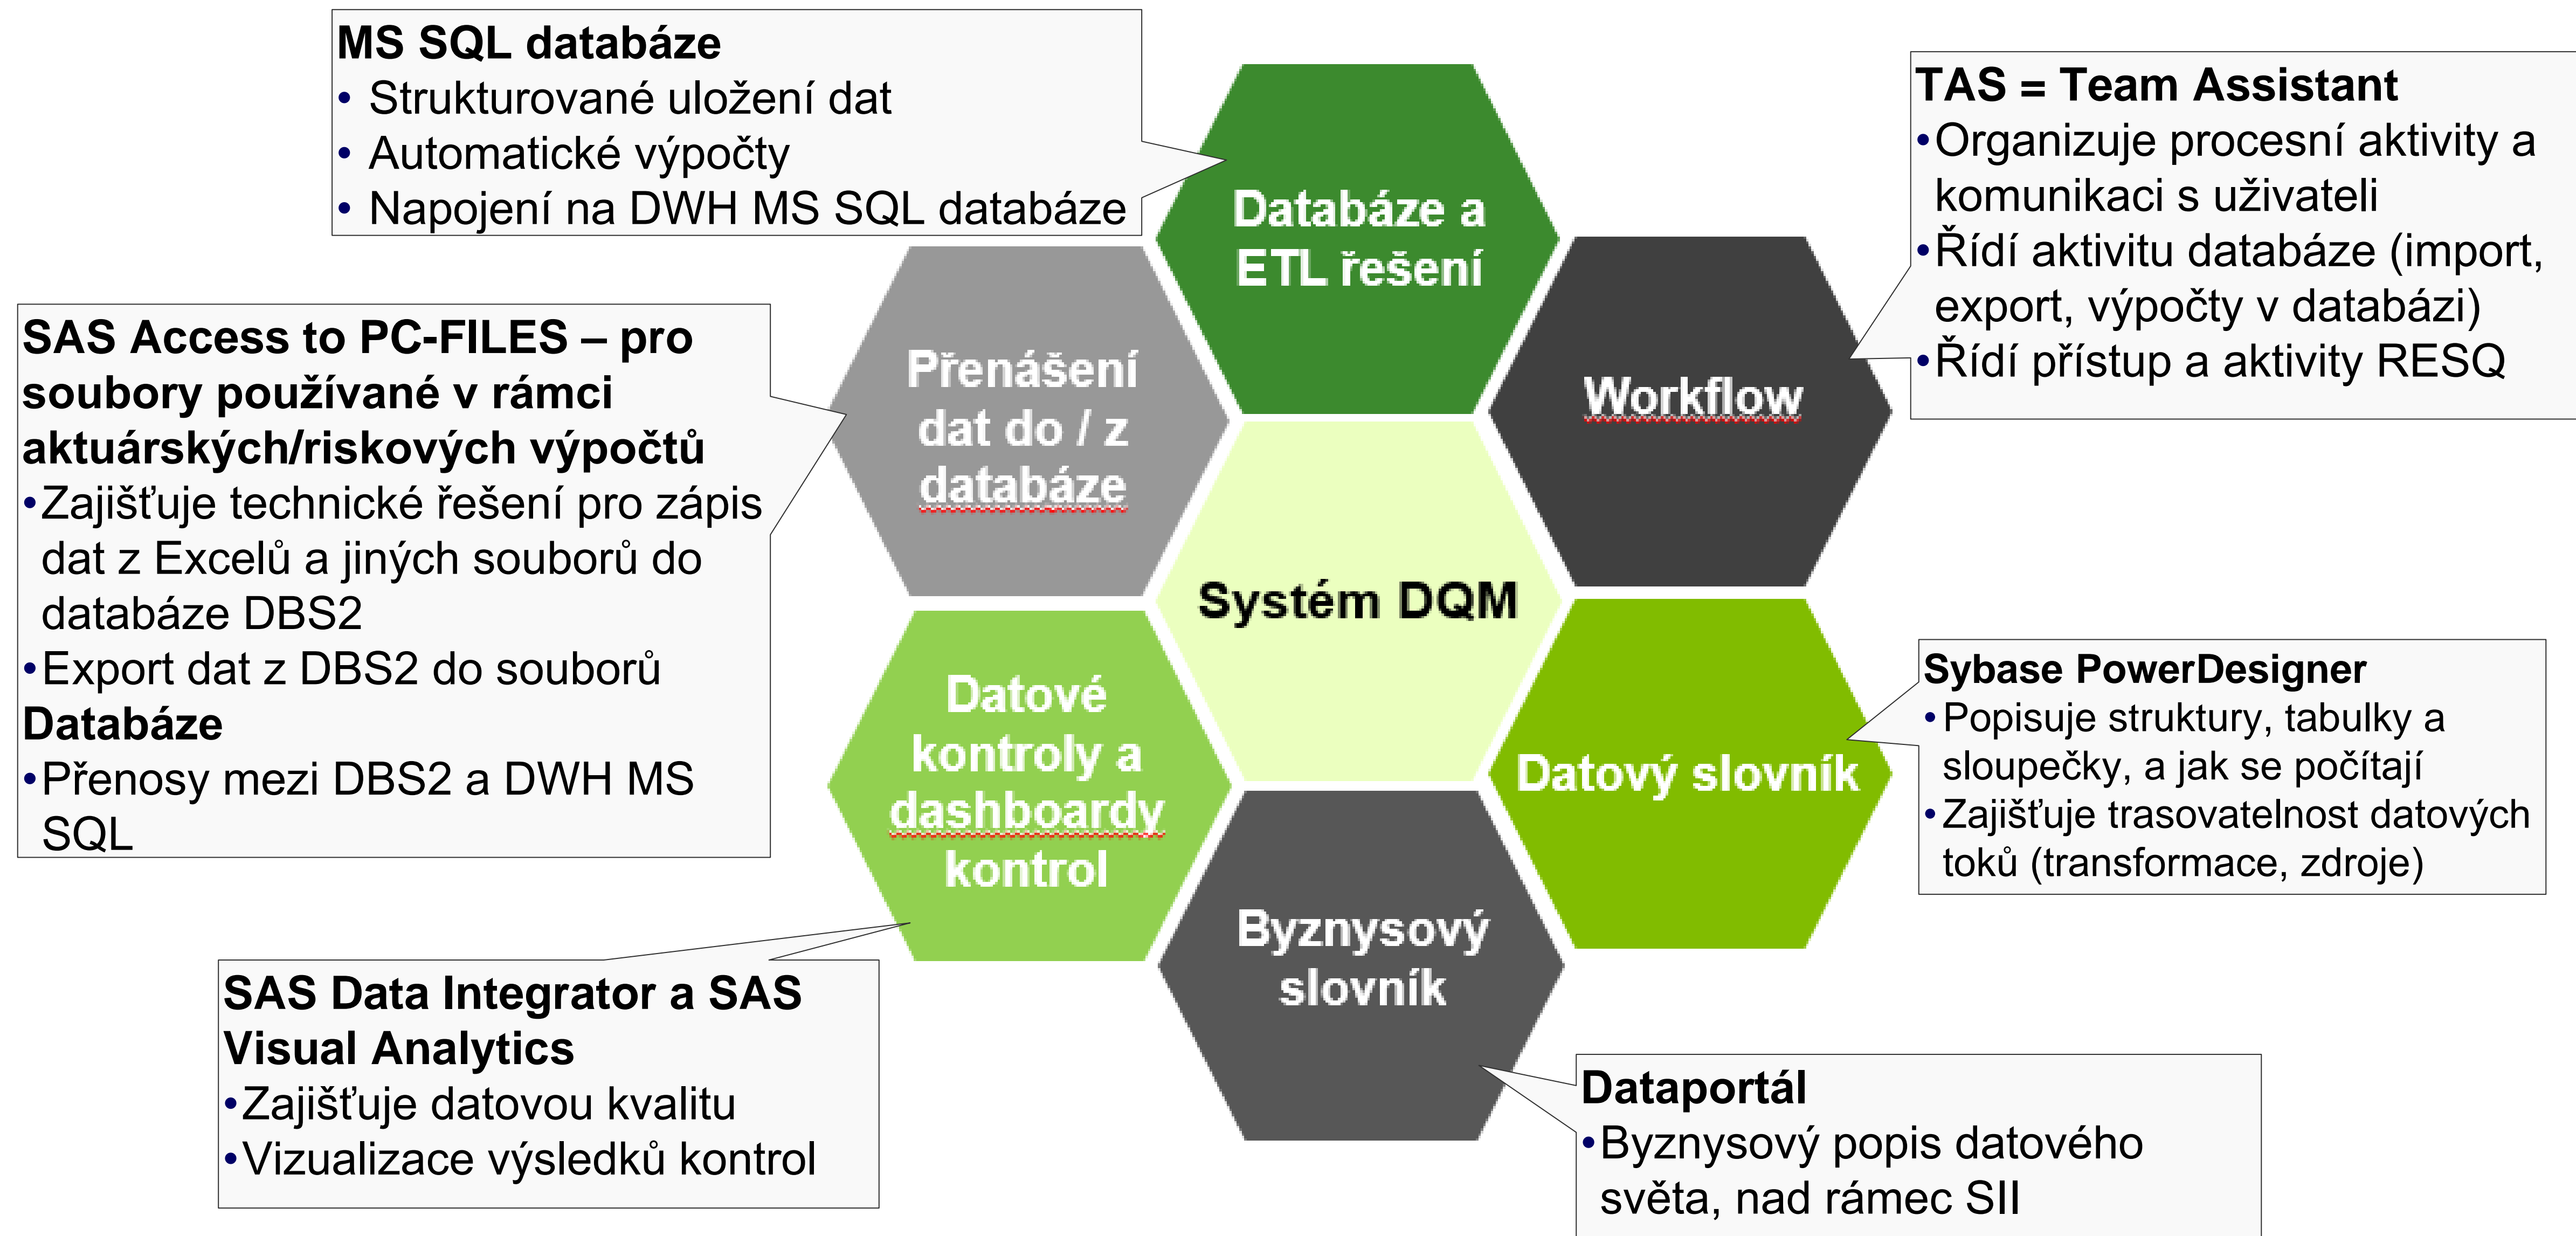 MS SQL databáze
• Strukturované uložení dat
• Automatické výpočty
• Napojení na DWH MS SQL databáze
TAS = Team Assistant
•Organizuje procesní aktivity a
komunikaci s uživateli
•Řídí aktivitu databáze (import,
export, výpočty v databázi)
•Řídí přístup a aktivity RESQ
SAS Access to PC-FILES – pro
soubory používané v rámci
aktuárských/riskových výpočtů
•Zajišťuje technické řešení pro zápis
dat z Excelů a jiných souborů do
databáze DBS2
•Export dat z DBS2 do souborů
Databáze
•Přenosy mezi DBS2 a DWH MS
SQL
Databáze a
ETL řešení
Přenášení
dat do / z
databáze
Workflow
Systém DQM
Datové
kontroly a
dashboardy
kontrol
Datový slovník
Byznysový
slovník
Sybase PowerDesigner
•Popisuje struktury, tabulky a
sloupečky, a jak se počítají
•Zajišťuje trasovatelnost datových
toků (transformace, zdroje)
SAS Data Integrator a SAS
Visual Analytics
•Zajišťuje datovou kvalitu
•Vizualizace výsledků kontrol
Dataportál
•Byznysový popis datového
světa, nad rámec SII